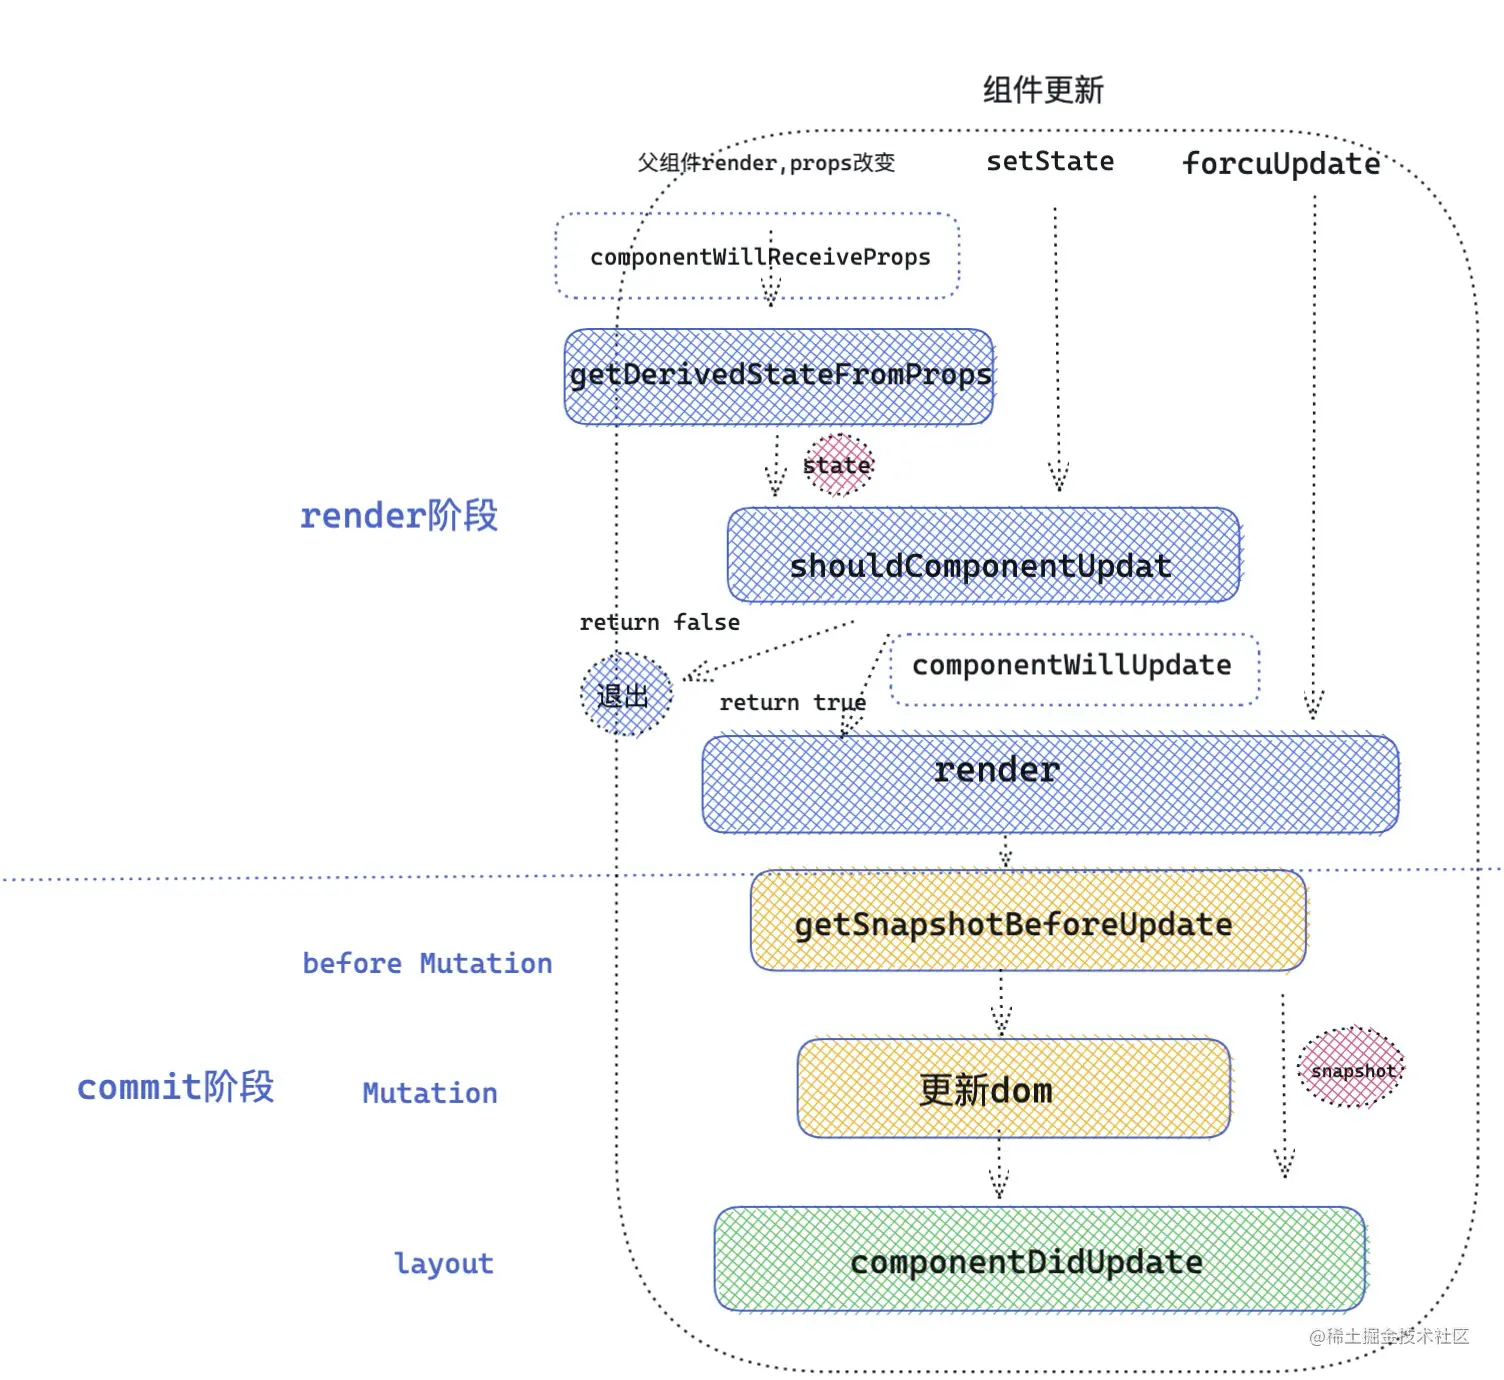 组件更新
父组件render,props改变
setState
forcuUpdate
componentWillReceiveProps
getDerivedStateFromProps
state
render阶段
shouldComponentUpdat
return false
componentWillUpdate
退出
return true
render
getSnapshotBeforeUpdate
before Mutation
snapshot
commit阶段
Mutation
更新dom
layout
componentDidUpdate
@稀土掘金技术社区